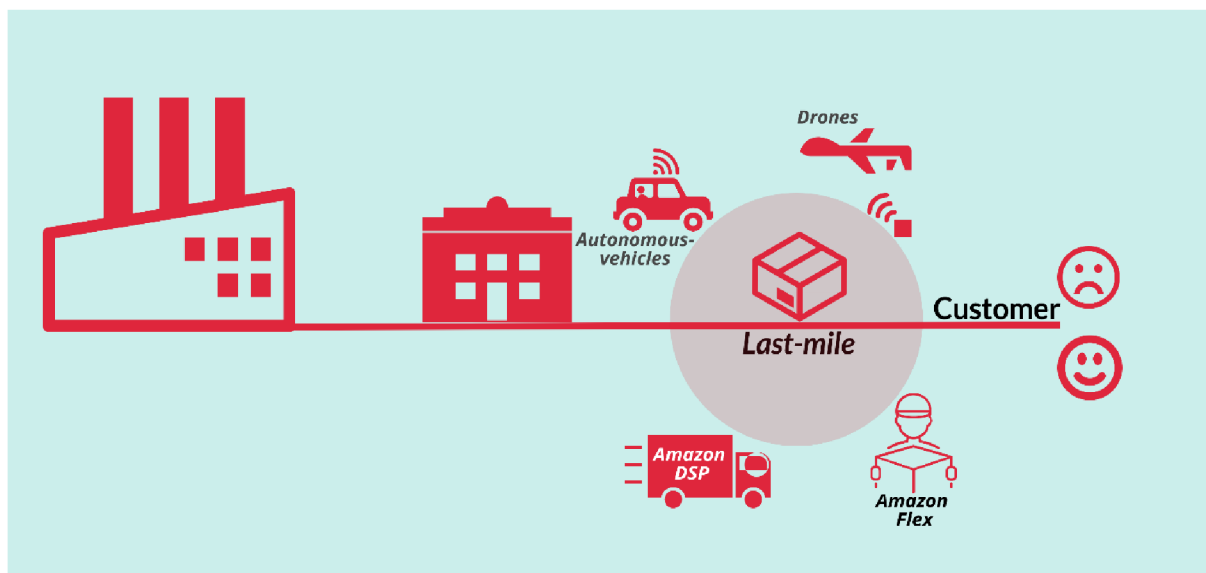 Drones
Autonomous-
vehicles
Customer
Last-mile
Amazon
DSP
Amazon
Flex